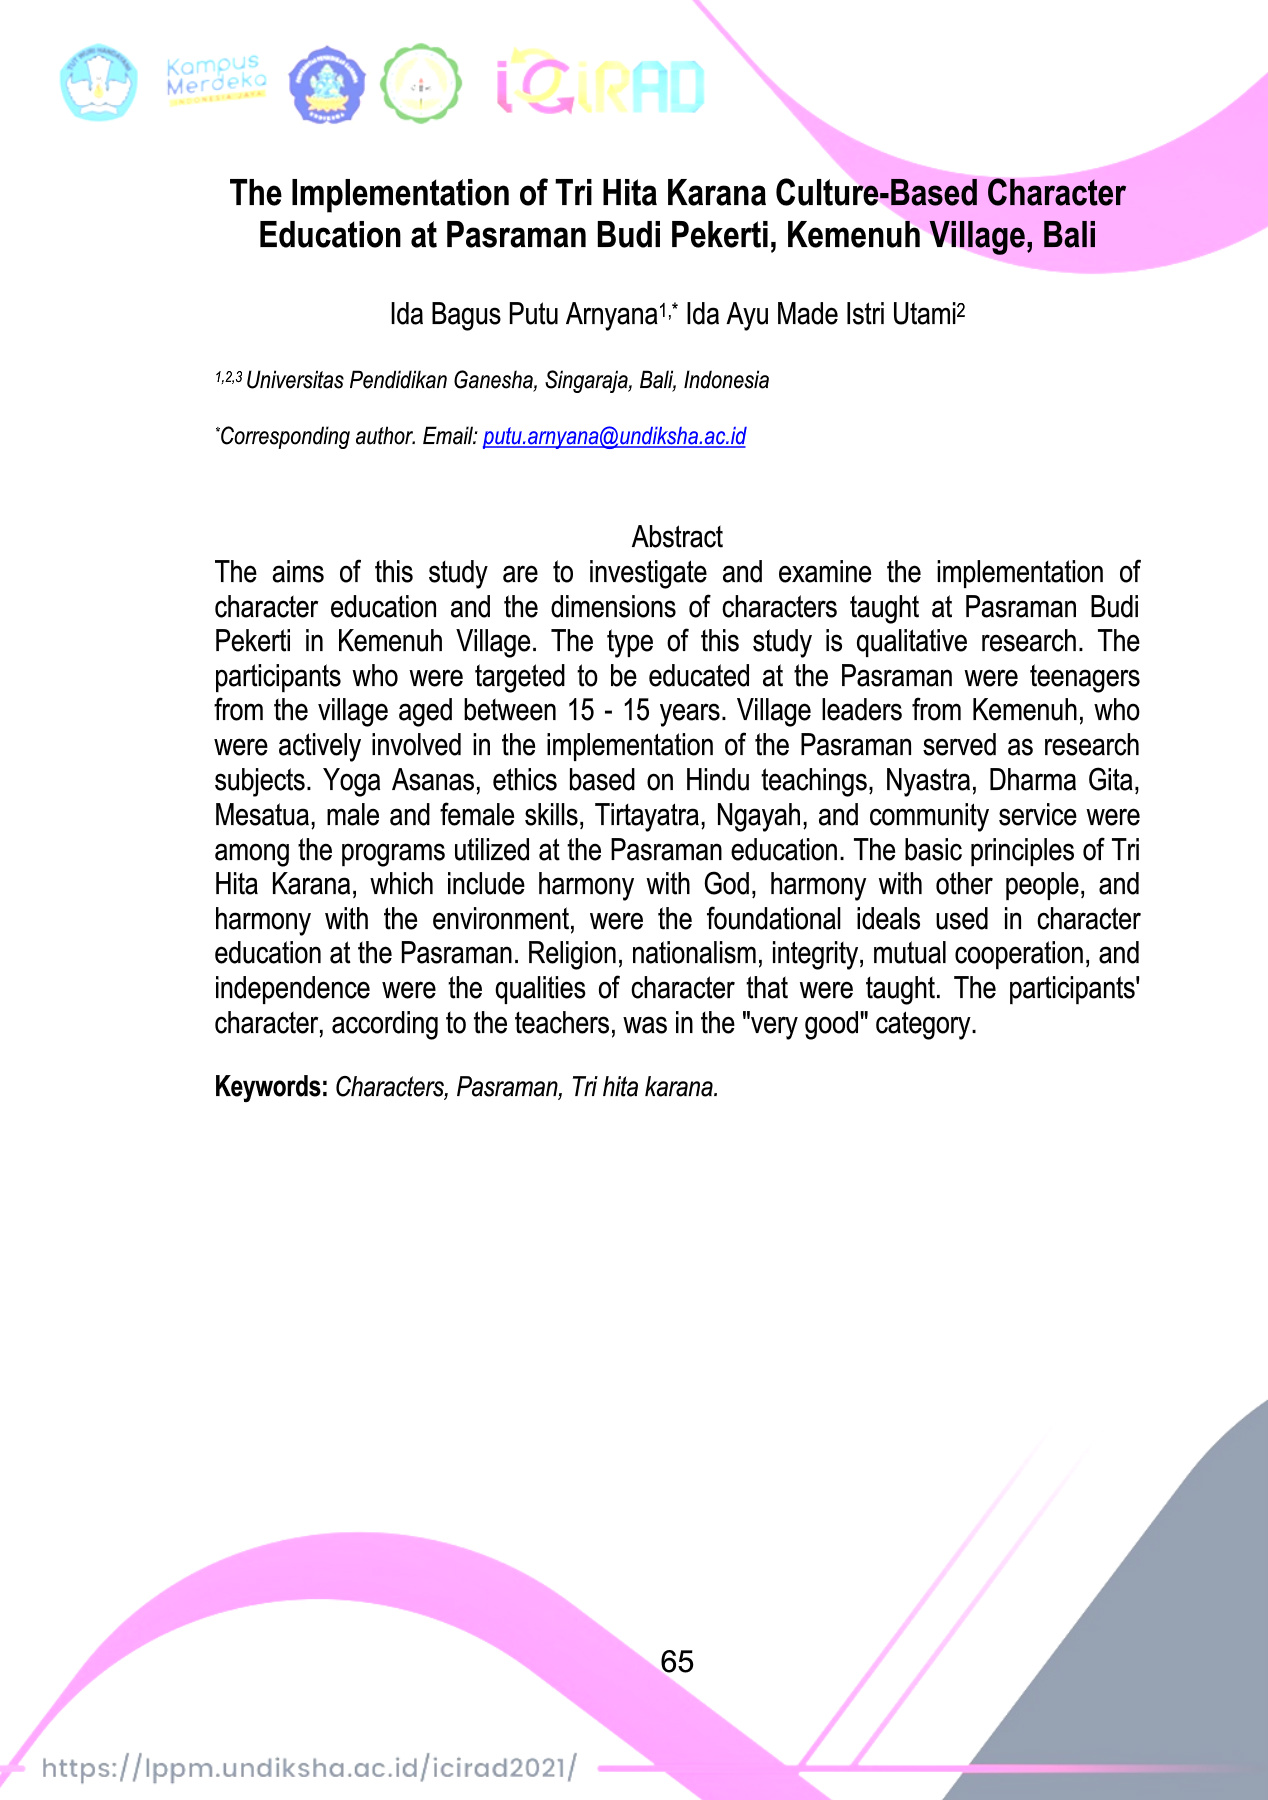 TUT WURI HANDAYANI
Kampus
Merdeka
INDONESIA JAYA
iCiRAD
The Implementation of Tri Hita Karana Culture-Based Character
Education at Pasraman Budi Pekerti, Kemenuh Village, Bali
Ida Bagus Putu Arnyana1,* Ida Ayu Made Istri Utami2
1,2,3 Universitas Pendidikan Ganesha, Singaraja, Bali, Indonesia
*Corresponding author. Email: putu.arnyana@undiksha.ac.id
Abstract
The aims of this study are to investigate and examine the implementation of
character education and the dimensions of characters taught at Pasraman Budi
Pekerti in Kemenuh Village. The type of this study is qualitative research. The
participants who were targeted to be educated at the Pasraman were teenagers
from the village aged between 15 - 15 years. Village leaders from Kemenuh, who
were actively involved in the implementation of the Pasraman served as research
subjects. Yoga Asanas, ethics based on Hindu teachings, Nyastra, Dharma Gita,
Mesatua, male and female skills, Tirtayatra, Ngayah, and community service were
among the programs utilized at the Pasraman education. The basic principles of Tri
Hita Karana, which include harmony with God, harmony with other people, and
harmony with the environment, were the foundational ideals used in character
education at the Pasraman. Religion, nationalism, integrity, mutual cooperation, and
independence were the qualities of character that were taught. The participants'
character, according to the teachers, was in the "very good" category.
Keywords: Characters, Pasraman, Tri hita karana.
65
https://lppm.undiksha.ac.id/icirad2021/